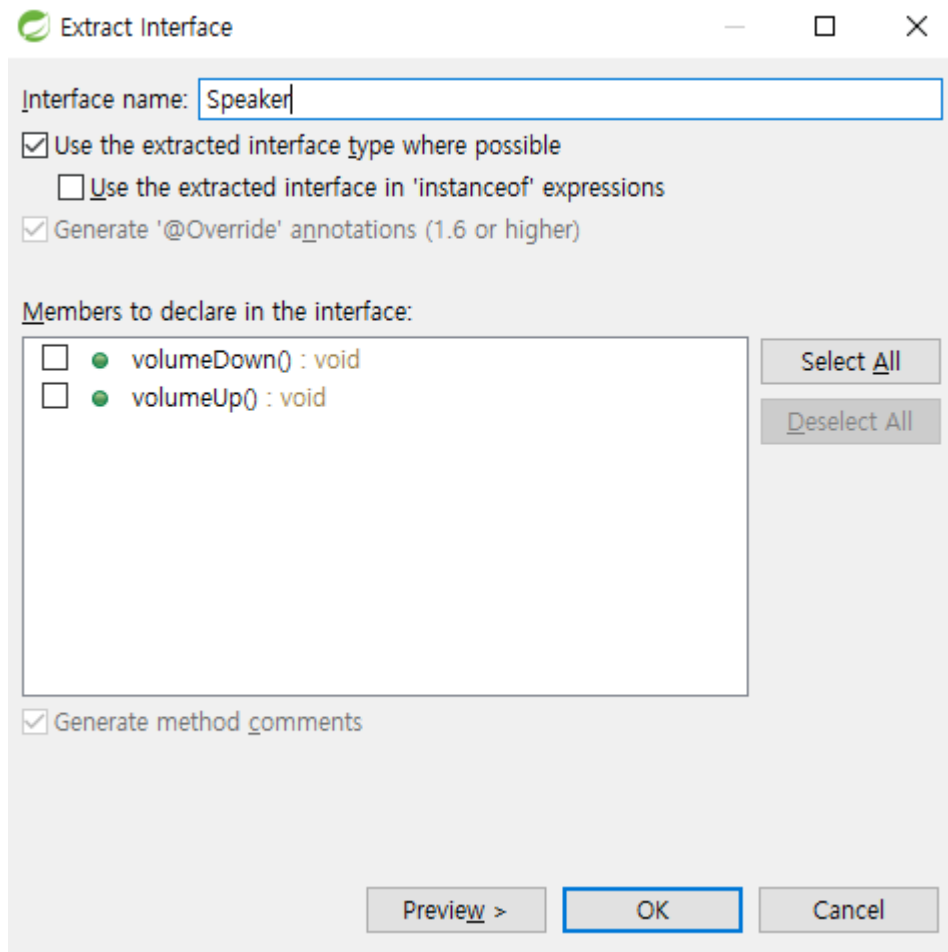 Extract Interface
Interface name: Speaker
Use the extracted interface type where possible
Use the extracted interface in 'instanceof' expressions
Generate '@Override' annotations (1.6 or higher)
Members to declare in the interface:
volumeDown() : void
volumeUp() : void
Select All
Deselect All
Generate method comments
Preview >
OK
Cancel